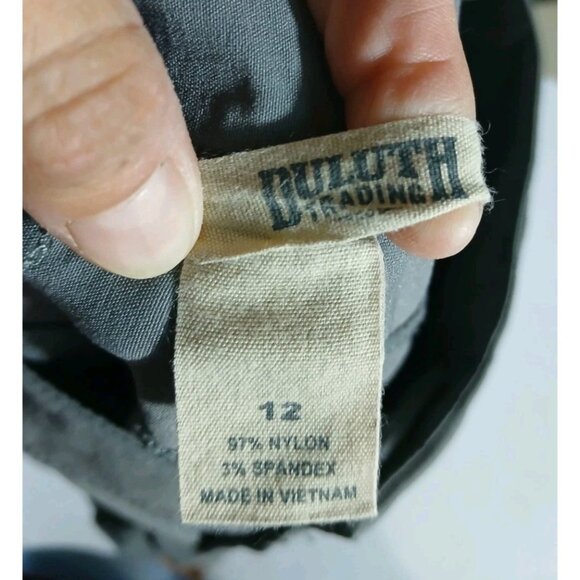 DULUTH
TRADING
12
97% NYLON
3% SPANDEX
MADE IN VIETNAM